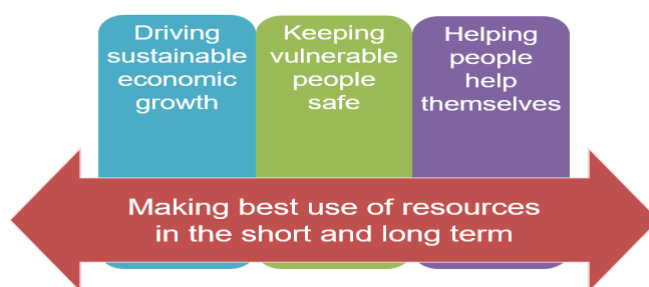 Driving
sustainable
economic
growth
Keeping
vulnerable
people
safe
Helping
people
help
themselves
Making best use of resources
in the short and long term